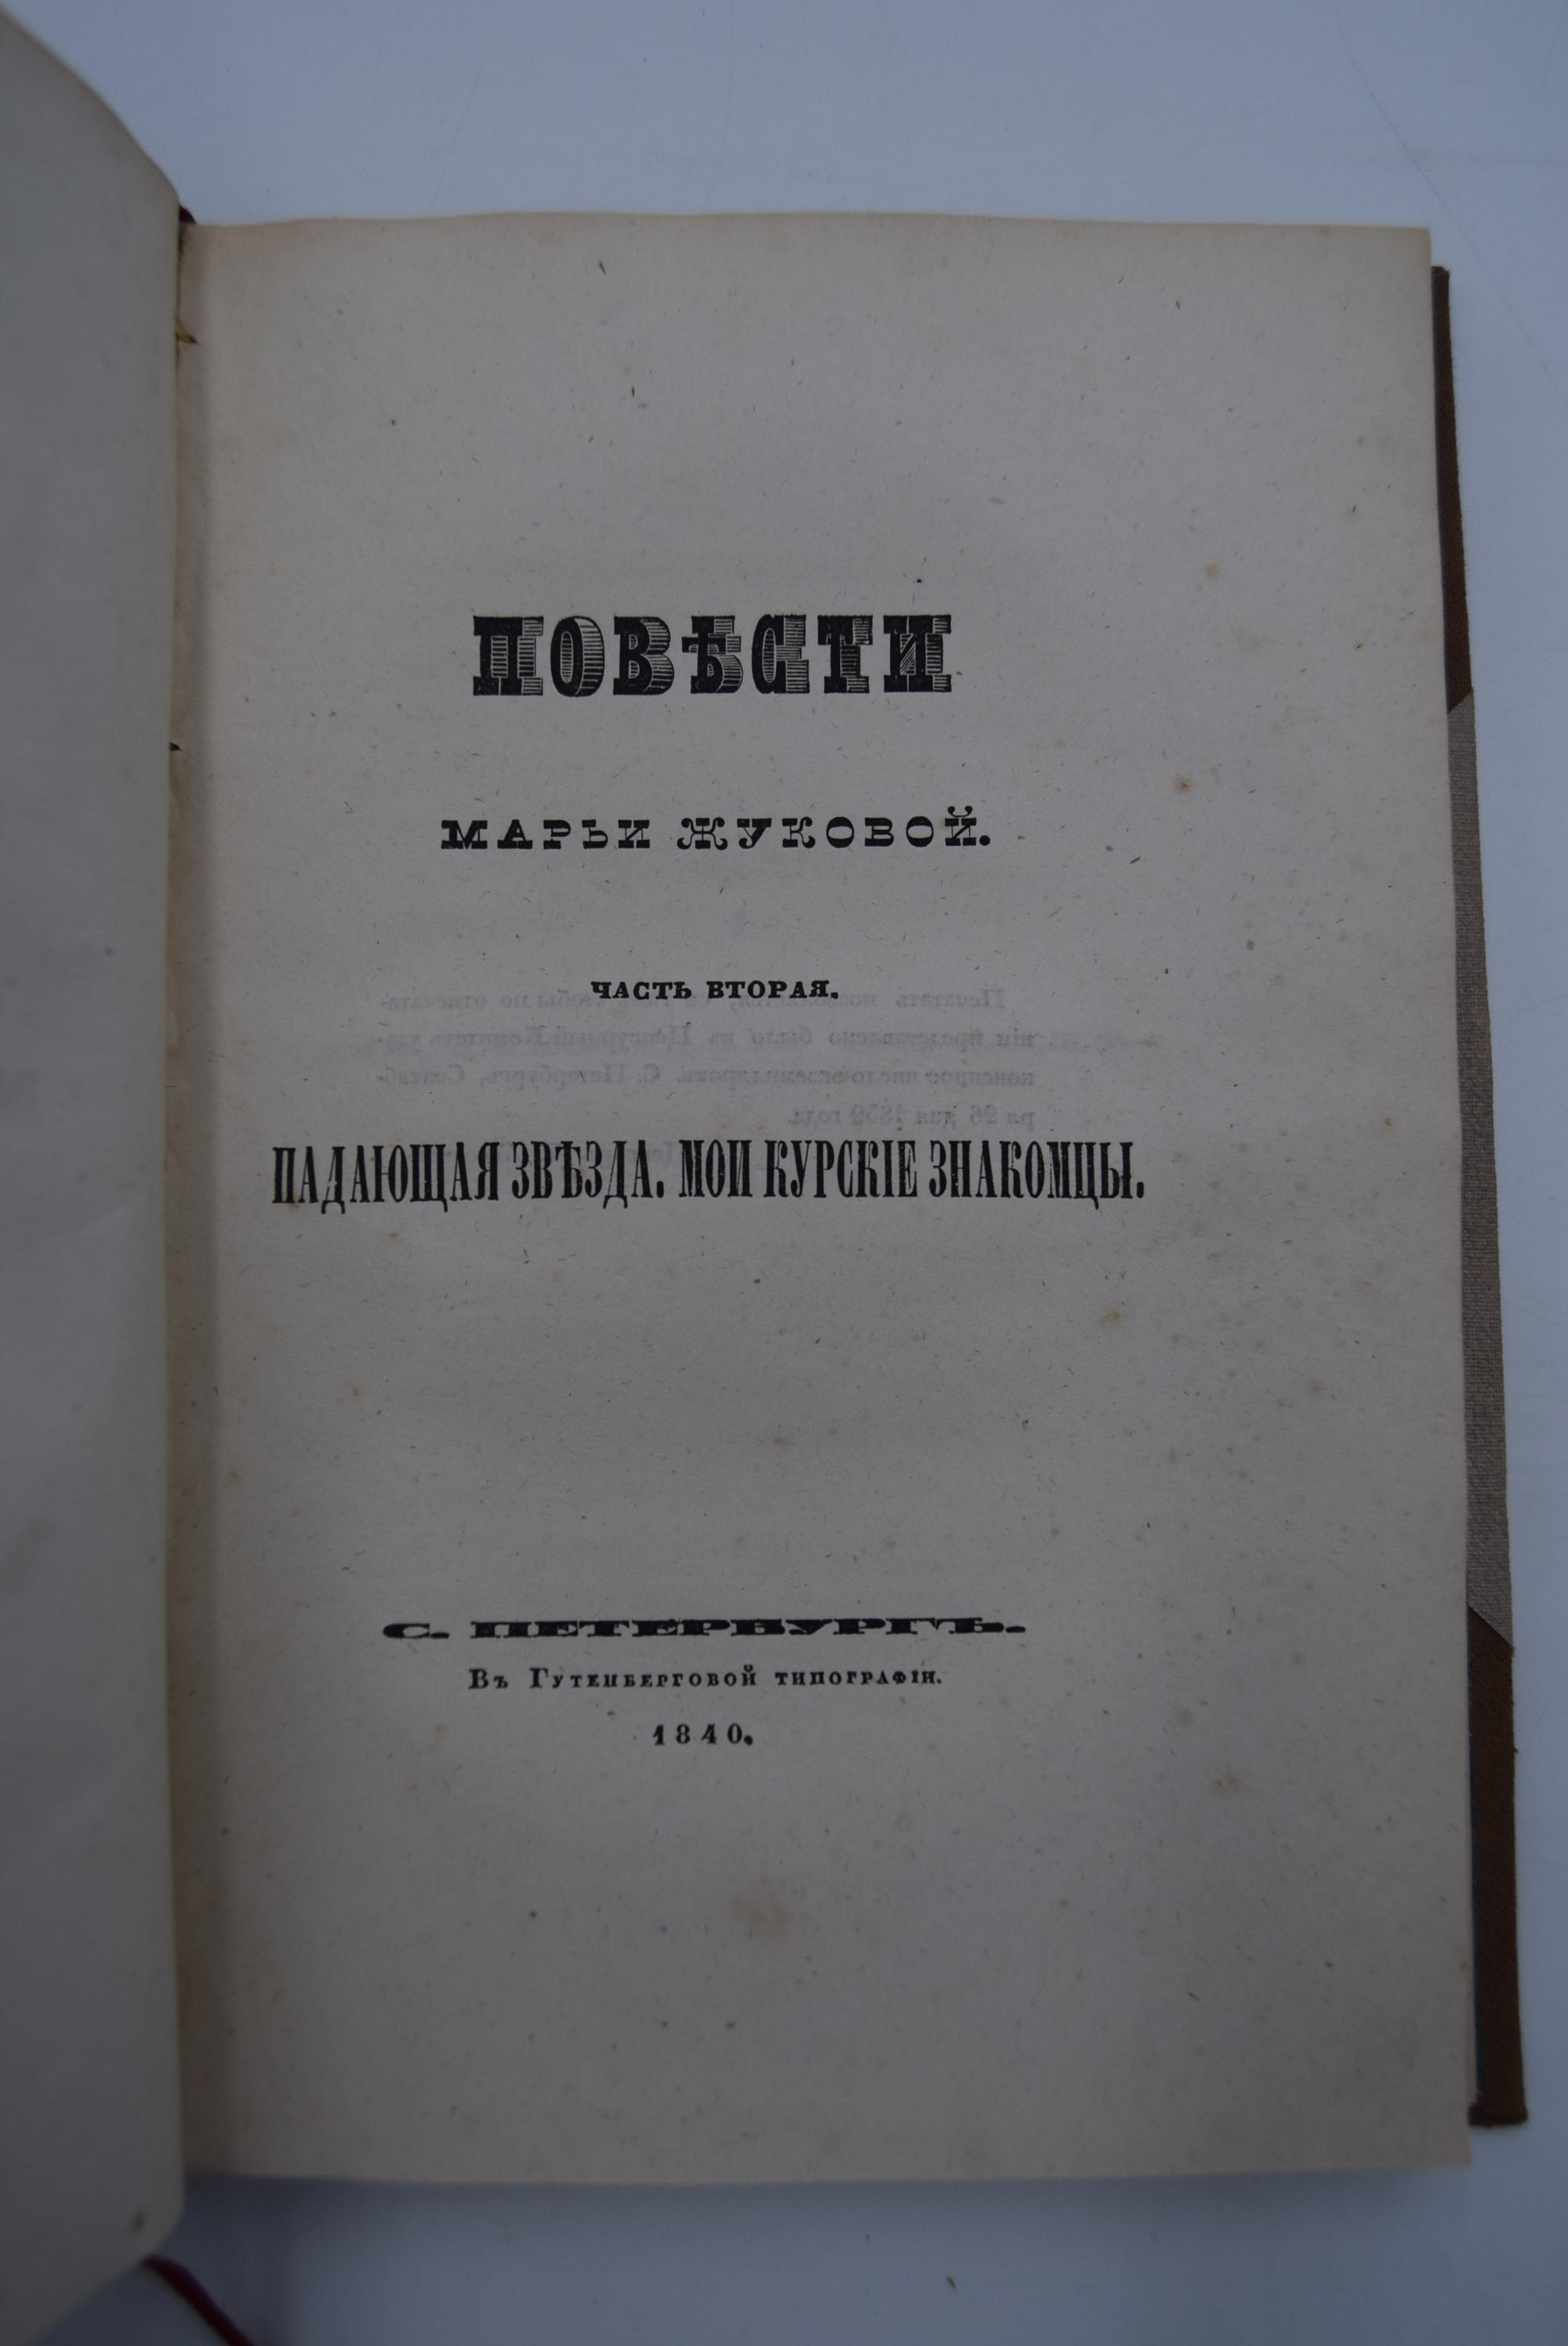 ПОВѢСТИ
МАРЬИ ЖУКОВОЙ.
ЧАСТЬ ВТОРАЯ.
ПАДАЮЩАЯ ЗВѢЗДА. МОИ КУРСКІЕ ЗНАКОМЦЫ.
С. ПЕТЕРБУРГЪ.
Въ Гутенберговой типографіи.
1840.